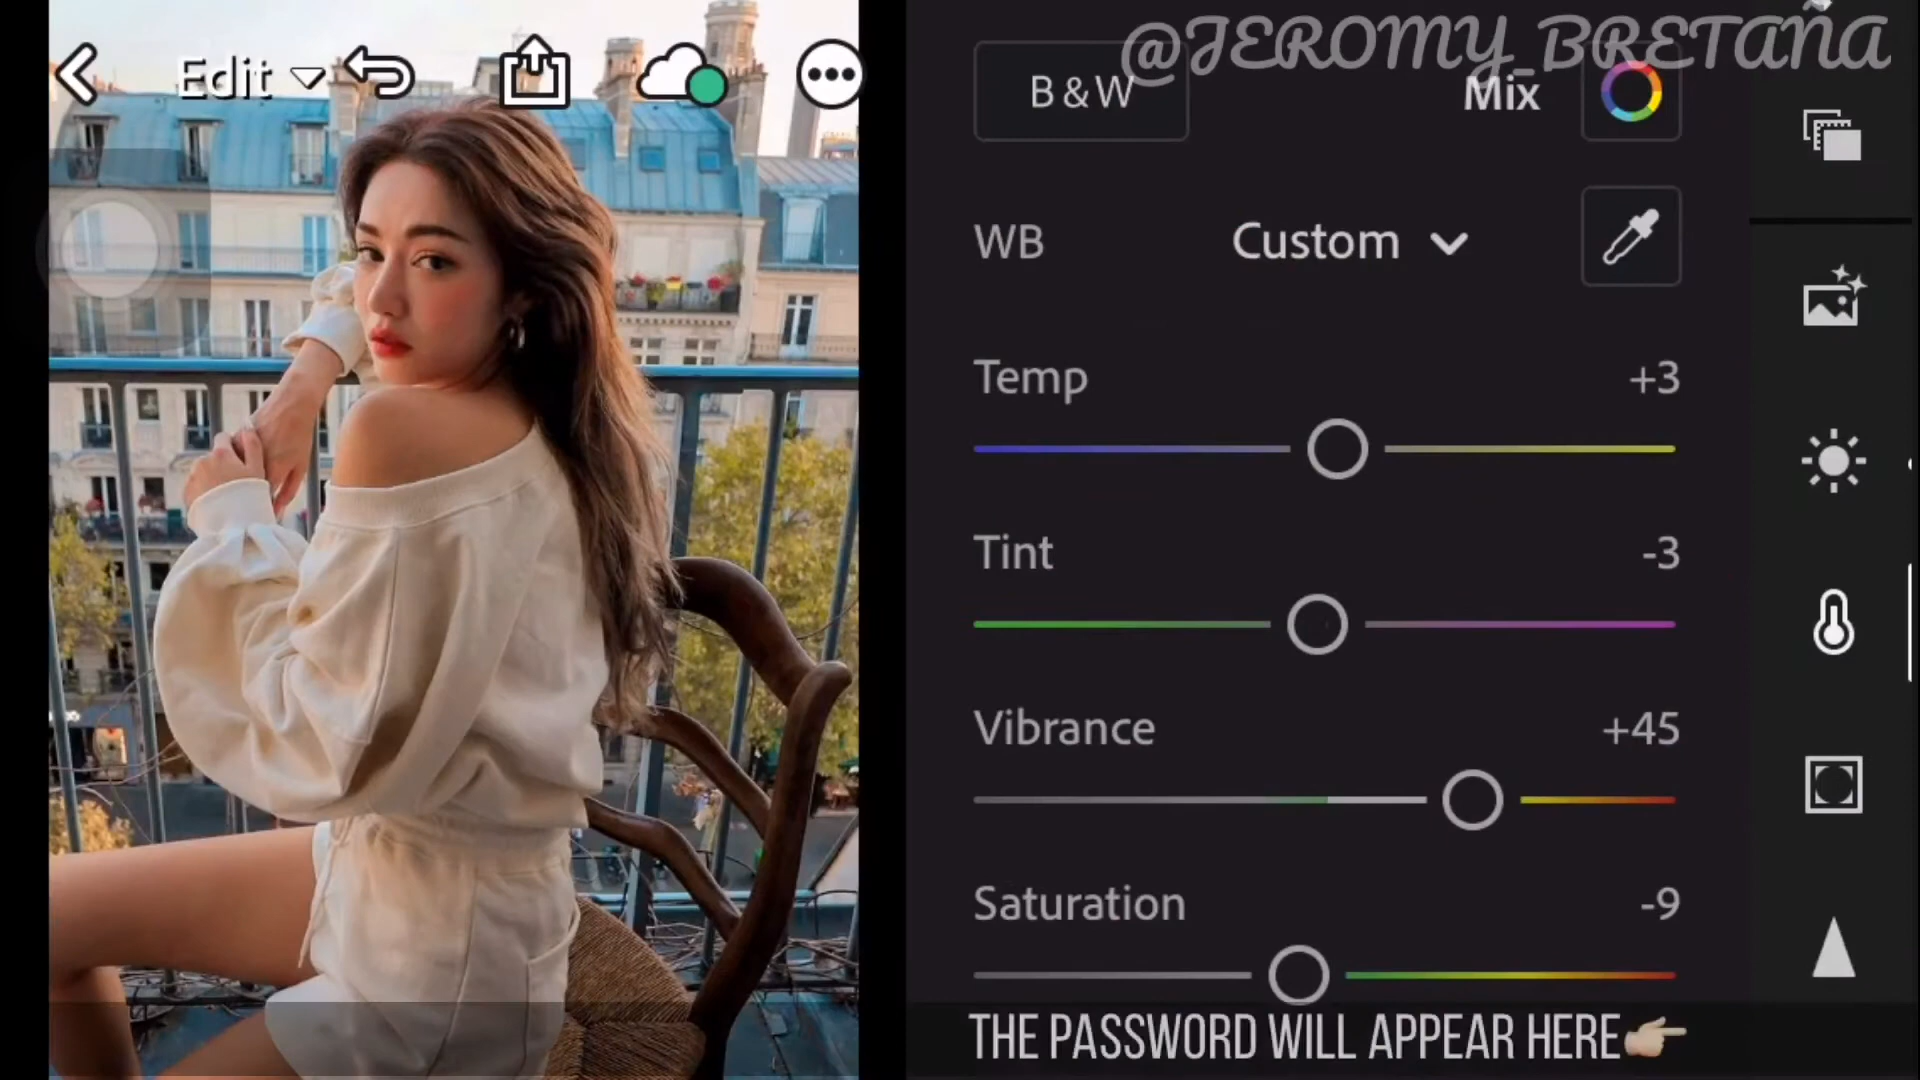 @JEROMY_BRETAÑA
Edit
B & W
Mix
WB
Custom
Temp
+3
Tint
-3
Vibrance
+45
Saturation
-9
THE PASSWORD WILL APPEAR HERE👉🏻